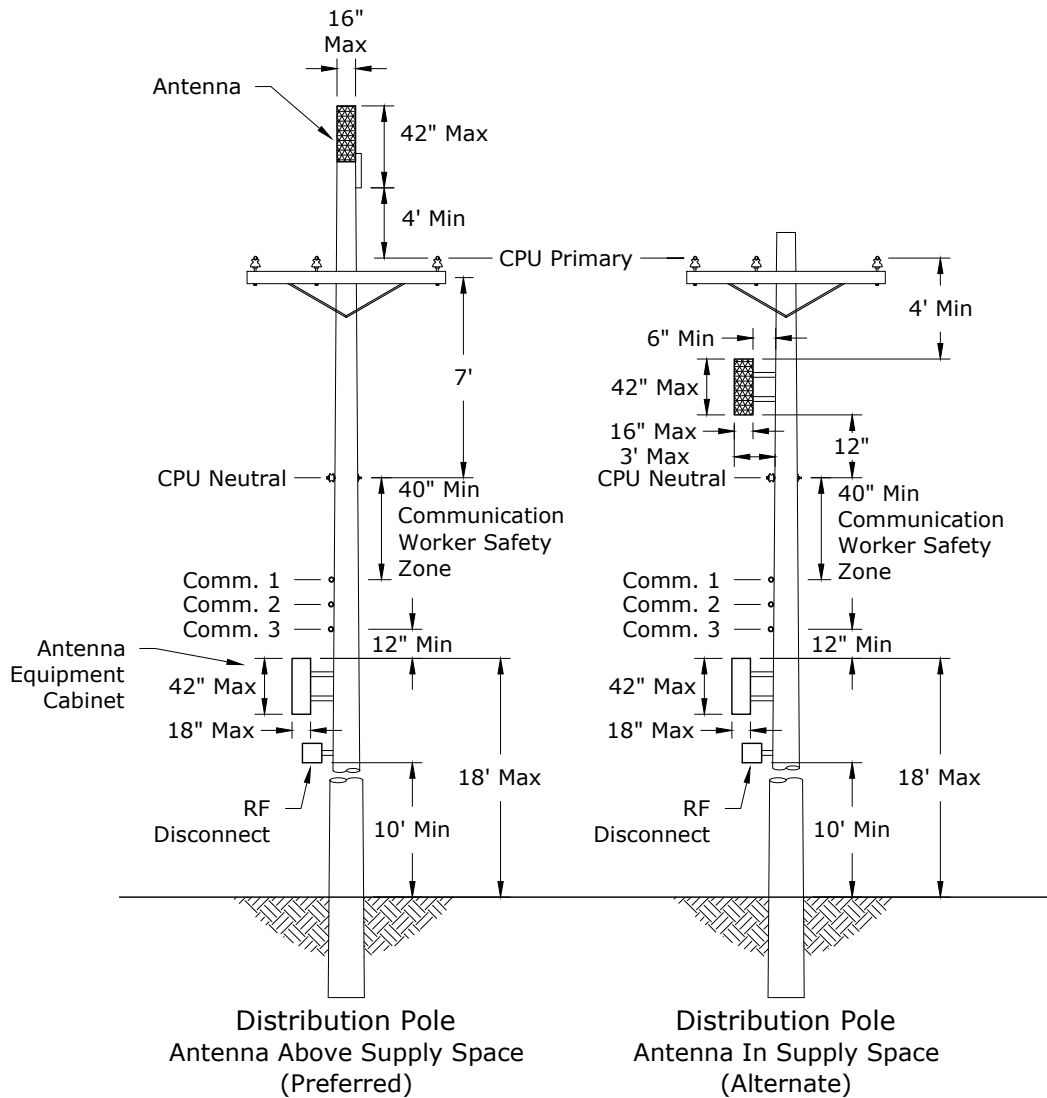 16"
Max
Antenna
42" Max
4' Min
CPU Primary
7'
CPU Neutral
40" Min
Communication
Worker Safety
Zone
Comm. 1
Comm. 2
Comm. 3
12" Min
Antenna
Equipment
Cabinet
42" Max
18" Max
18' Max
RF
Disconnect
10' Min
Distribution Pole
Antenna Above Supply Space
(Preferred)
4' Min
6" Min
42" Max
16" Max
3' Max
12"
CPU Neutral
40" Min
Communication
Worker Safety
Zone
Comm. 1
Comm. 2
Comm. 3
12" Min
42" Max
18" Max
18' Max
RF
Disconnect
10' Min
Distribution Pole
Antenna In Supply Space
(Alternate)